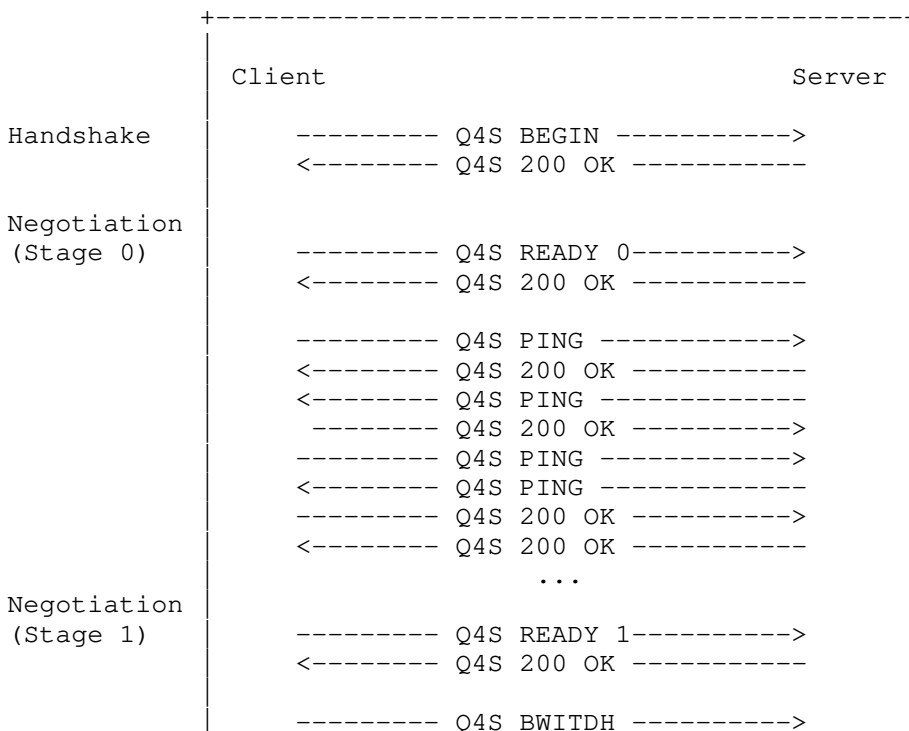 +-------------------------------------------
|
| Client Server
|
Handshake | --------- Q4S BEGIN ----------->
| <-------- Q4S 200 OK -----------
|
Negotiation |
(Stage 0) | --------- Q4S READY 0---------->
| <-------- Q4S 200 OK -----------
|
| --------- Q4S PING ------------>
| <-------- Q4S 200 OK -----------
| <-------- Q4S PING -------------
| -------- Q4S 200 OK ---------->
| --------- Q4S PING ------------>
| <-------- Q4S PING -------------
| --------- Q4S 200 OK ---------->
| <-------- Q4S 200 OK -----------
| ...
Negotiation |
(Stage 1) | --------- Q4S READY 1---------->
| <-------- Q4S 200 OK -----------
|
| --------- Q4S BWITDH ---------->